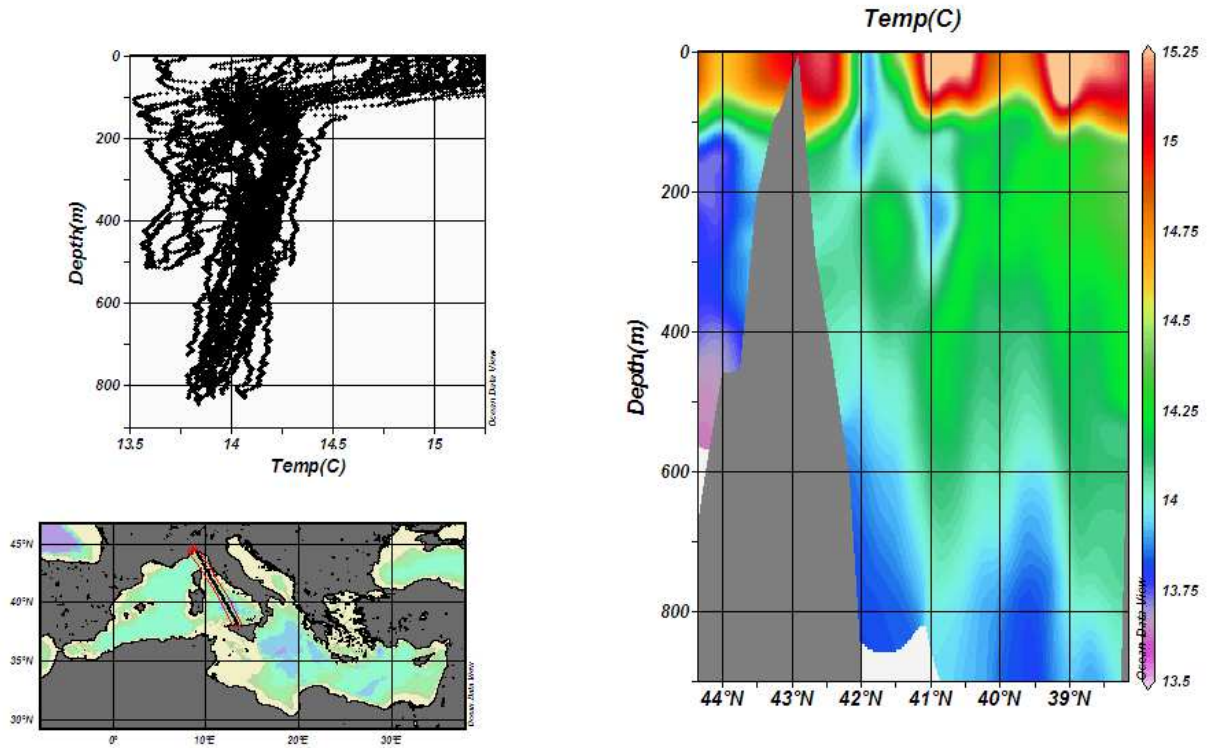 0
200
400
600
800
Depth(m)
13.5 14 14.5 15
Temp(C)
Ocean Data View
45°N
40°N
35°N
30°N
0° 10°E 20°E 30°E
Ocean Data View
Temp(C)
0
200
400
600
800
Depth(m)
44°N 43°N 42°N 41°N 40°N 39°N
Ocean Data View
15.25
15
14.75
14.5
14.25
14
13.75
13.5